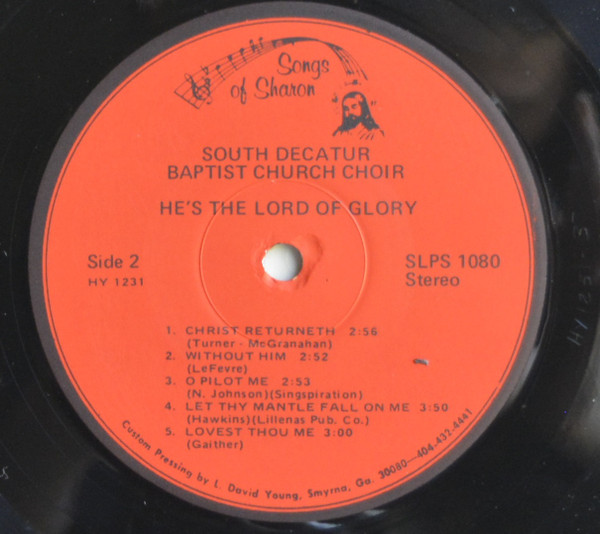 Songs
of Sharon
SOUTH DECATUR
BAPTIST CHURCH CHOIR
HE'S THE LORD OF GLORY
Side 2
HY 1231
SLPS 1080
Stereo
1. CHRIST RETURNETH 2:56
(Turner - McGranahan)
2. WITHOUT HIM 2:52
(LeFevre)
3. O PILOT ME 2:53
(N. Johnson)(Singspiration)
4. LET THY MANTLE FALL ON ME 3:50
(Hawkins)(Lillenas Pub. Co.)
5. LOVEST THOU ME 3:00
(Gaither)
Custom Pressing by L. David Young, Smyrna, Ga. 30080—404-432-4441